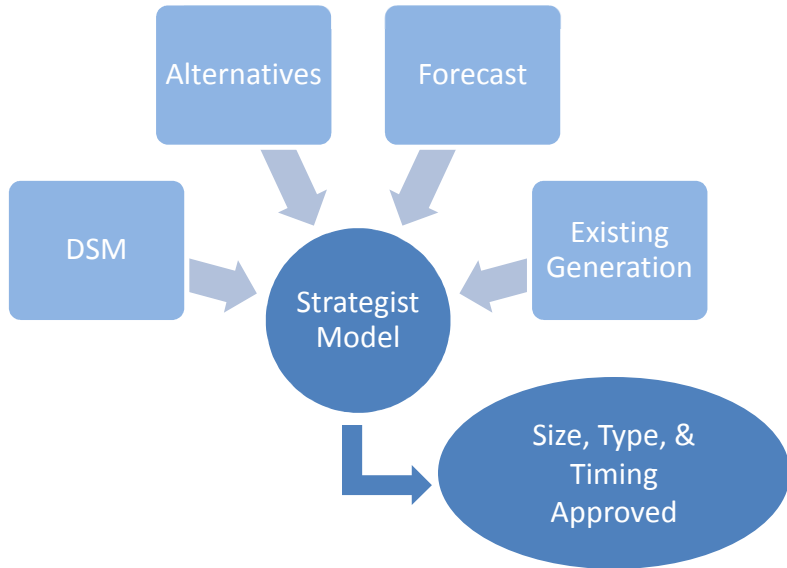 Alternatives
Forecast
DSM
Existing
Generation
Strategist
Model
Size, Type, &
Timing
Approved